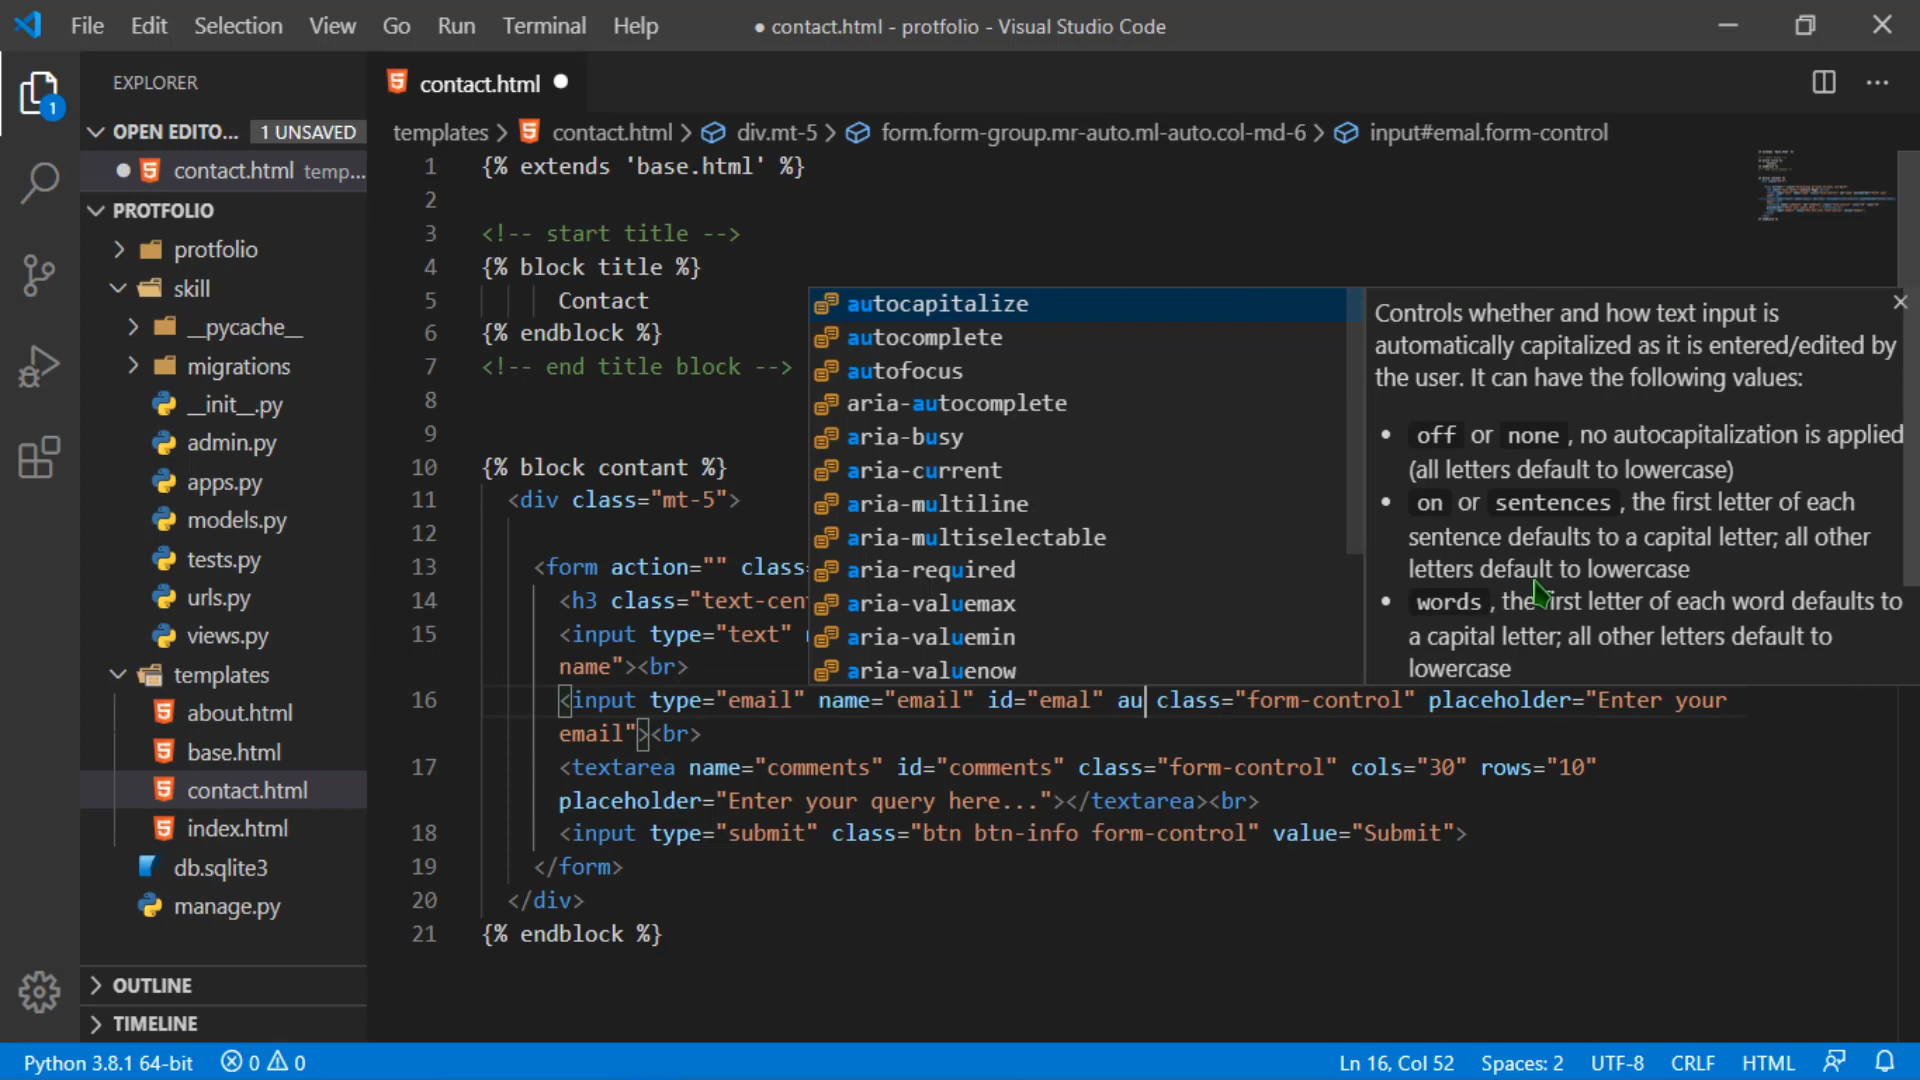 File Edit Selection View Go Run Terminal Help ● contact.html - protfolio - Visual Studio Code
EXPLORER
OPEN EDITO... 1 UNSAVED
contact.html temp...
PROTFOLIO
protfolio
skill
__pycache__
migrations
__init__.py
admin.py
apps.py
models.py
tests.py
urls.py
views.py
templates
about.html
base.html
contact.html
index.html
db.sqlite3
manage.py
OUTLINE
TIMELINE
1
contact.html
templates > contact.html > div.mt-5 > form.form-group.mr-auto.ml-auto.col-md-6 > input#emal.form-control
1 {% extends 'base.html' %}
2
3 <!-- start title -->
4 {% block title %}
5 Contact
6 {% endblock %}
7 <!-- end title block -->
8
9
10 {% block contant %}
11 <div class="mt-5">
12
13 <form action="" class=
14 <h3 class="text-cen
15 <input type="text"
name"><br>
16 <input type="email" name="email" id="emal" au class="form-control" placeholder="Enter your
email"><br>
17 <textarea name="comments" id="comments" class="form-control" cols="30" rows="10"
placeholder="Enter your query here..."></textarea><br>
18 <input type="submit" class="btn btn-info form-control" value="Submit">
19 </form>
20 </div>
21 {% endblock %}
autocapitalize
autocomplete
autofocus
aria-autocomplete
aria-busy
aria-current
aria-multiline
aria-multiselectable
aria-required
aria-valuemax
aria-valuemin
aria-valuenow
Controls whether and how text input is
automatically capitalized as it is entered/edited by
the user. It can have the following values:
• off or none , no autocapitalization is applied
(all letters default to lowercase)
• on or sentences , the first letter of each
sentence defaults to a capital letter; all other
letters default to lowercase
• words , the first letter of each word defaults to
a capital letter; all other letters default to
lowercase
Python 3.8.1 64-bit 0 0 Ln 16, Col 52 Spaces: 2 UTF-8 CRLF HTML